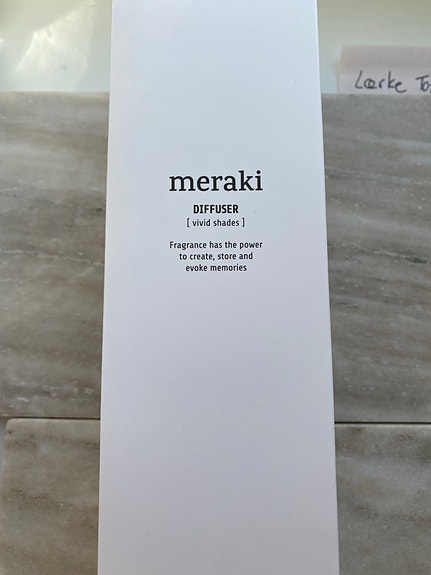 Lærke
meraki
DIFFUSER
[ vivid shades ]
Fragrance has the power
to create, store and
evoke memories